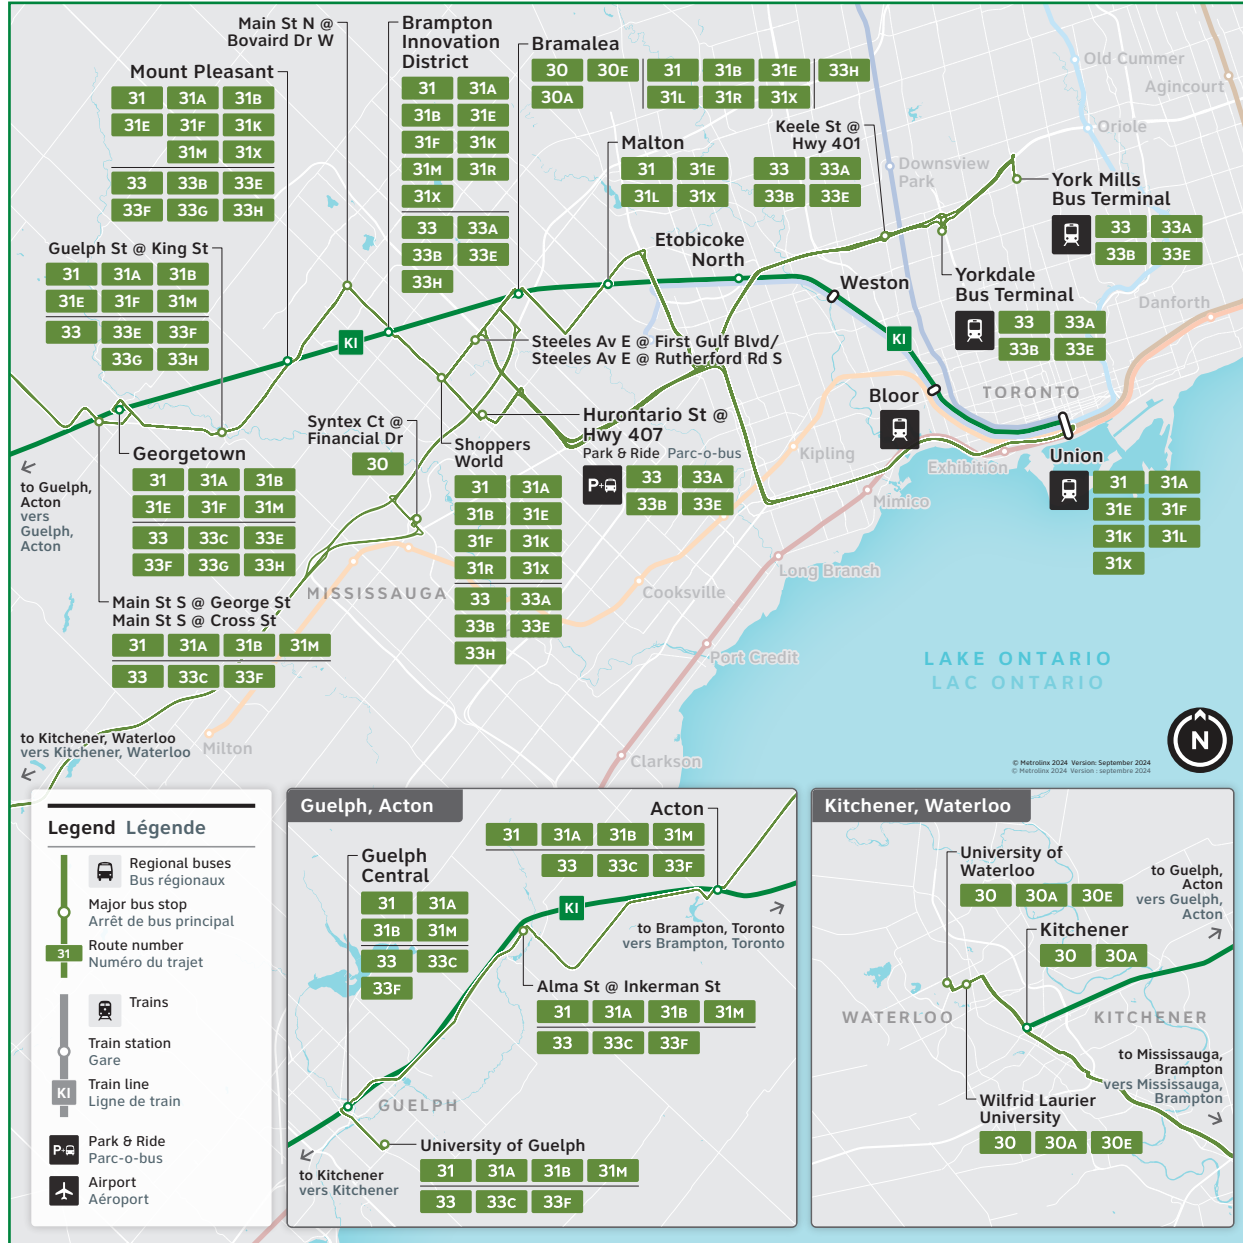 Main St N @
Bovaird Dr W
Mount Pleasant
31 31A 31B
31E 31F 31K
31M 31X
33 33B 33E
33F 33G 33H
Brampton
Innovation
District
31 31A
31B 31E
31F 31K
31M 31R
31X
33 33A
33B 33E
33H
Bramalea
30 30E 31 31B 31E 33H
30A 31L 31R 31X
Malton
31 31E
31L 31X
Keele St @
Hwy 401
33 33A
33B 33E
Old Cummer
Agincourt
Oriole
Downsview
Park
York Mills
Bus Terminal
33 33A
33B 33E
Guelph St @ King St
31 31A 31B
31E 31F 31M
33 33E 33F
33G 33H
Etobicoke
North
Weston
Yorkdale
Bus Terminal
33 33A
33B 33E
Danforth
KI
KI
Steeles Av E @ First Gulf Blvd/
Steeles Av E @ Rutherford Rd S
TORONTO
Bloor
Syntex Ct @
Financial Dr
30
Hurontario St @
Hwy 407
Park & Ride Parc-o-bus
P+
33 33A
33B 33E
Kipling
Exhibition
Mimico
Union
31 31A
31E 31F
31K 31L
31X
Georgetown
31 31A 31B
31E 31F 31M
33 33C 33E
33F 33G 33H
to Guelph,
Acton
vers
Guelph,
Acton
Shoppers
World
31 31A
31B 31E
31F 31K
31R 31X
33 33A
33B 33E
33H
Long Branch
Cooksville
MISSISSAUGA
Main St S @ George St
Main St S @ Cross St
31 31A 31B 31M
33 33C 33F
Port Credit
LAKE ONTARIO
LAC ONTARIO
to Kitchener, Waterloo
vers Kitchener, Waterloo
Milton
Clarkson
N
© Metrolinx 2024 Version: September 2024
© Metrolinx 2024 Version : septembre 2024
Legend Légende
Regional buses
Bus régionaux
Major bus stop
Arrêt de bus principal
31
Route number
Numéro du trajet
Trains
Train station
Gare
KI
Train line
Ligne de train
P+
Park & Ride
Parc-o-bus
Airport
Aéroport
Guelph, Acton
Acton
31 31A 31B 31M
33 33C 33F
Guelph
Central
31 31A
31B 31M
33 33C
33F
KI
to Brampton, Toronto
vers Brampton, Toronto
Alma St @ Inkerman St
31 31A 31B 31M
33 33C 33F
GUELPH
University of Guelph
31 31A 31B 31M
33 33C 33F
to Kitchener
vers Kitchener
Kitchener, Waterloo
University of
Waterloo
30 30A 30E
to Guelph,
Acton
vers Guelph,
Acton
Kitchener
30 30A
WATERLOO
KITCHENER
to Mississauga,
Brampton
vers Mississauga,
Brampton
Wilfrid Laurier
University
30 30A 30E